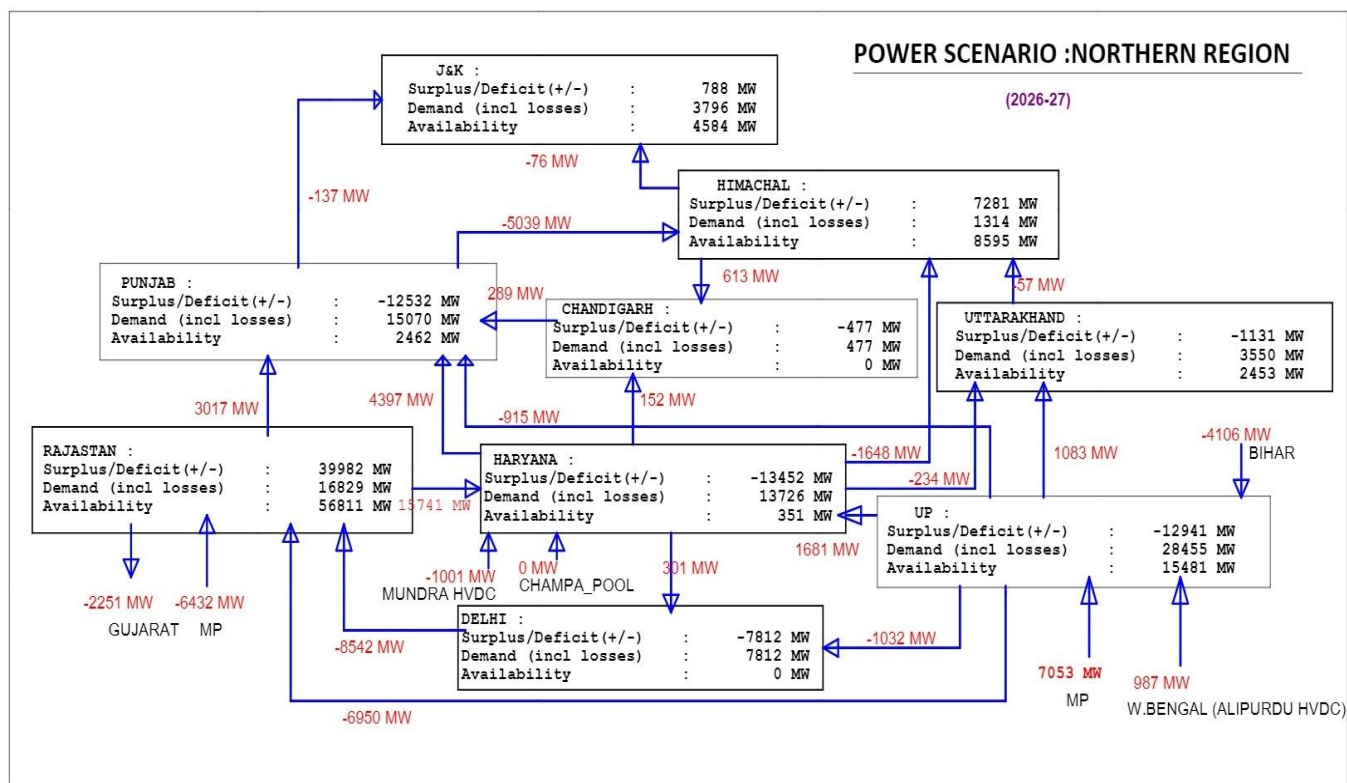 POWER SCENARIO :NORTHERN REGION
(2026-27)
J&K :
Surplus/Deficit(+/-) : 788 MW
Demand (incl losses) : 3796 MW
Availability : 4584 MW
-76 MW
-137 MW
HIMACHAL :
Surplus/Deficit(+/-) : 7281 MW
Demand (incl losses) : 1314 MW
Availability : 8595 MW
-5039 MW
613 MW
-57 MW
PUNJAB :
Surplus/Deficit(+/-) : -12532 MW
Demand (incl losses) : 15070 MW
Availability : 2462 MW
289 MW
CHANDIGARH :
Surplus/Deficit(+/-) : -477 MW
Demand (incl losses) : 477 MW
Availability : 0 MW
UTTARAKHAND :
Surplus/Deficit(+/-) : -1131 MW
Demand (incl losses) : 3550 MW
Availability : 2453 MW
3017 MW
4397 MW
152 MW
-915 MW
RAJASTAN :
Surplus/Deficit(+/-) : 39982 MW
Demand (incl losses) : 16829 MW
Availability : 56811 MW
15741 MW
HARYANA :
Surplus/Deficit(+/-) : -13452 MW
Demand (incl losses) : 13726 MW
Availability : 351 MW
-1648 MW
-234 MW
1083 MW
-4106 MW
BIHAR
UP :
Surplus/Deficit(+/-) : -12941 MW
Demand (incl losses) : 28455 MW
Availability : 15481 MW
1681 MW
-2251 MW
GUJARAT
-6432 MW
MP
-1001 MW
MUNDRA HVDC
0 MW
CHAMPA_POOL
301 MW
DELHI :
Surplus/Deficit(+/-) : -7812 MW
Demand (incl losses) : 7812 MW
Availability : 0 MW
-8542 MW
-1032 MW
-6950 MW
7053 MW
MP
987 MW
W.BENGAL (ALIPURDU HVDC)